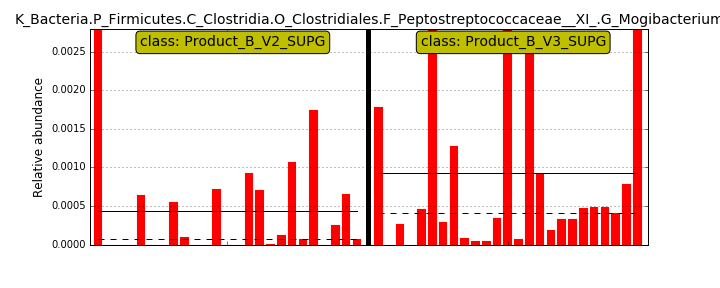 K_Bacteria.P_Firmicutes.C_Clostridia.O_Clostridiales.F_Peptostreptococcaceae__XI_.G_Mogibacterium
class: Product_B_V2_SUPG
class: Product_B_V3_SUPG
Relative abundance
0.0025
0.0020
0.0015
0.0010
0.0005
0.0000